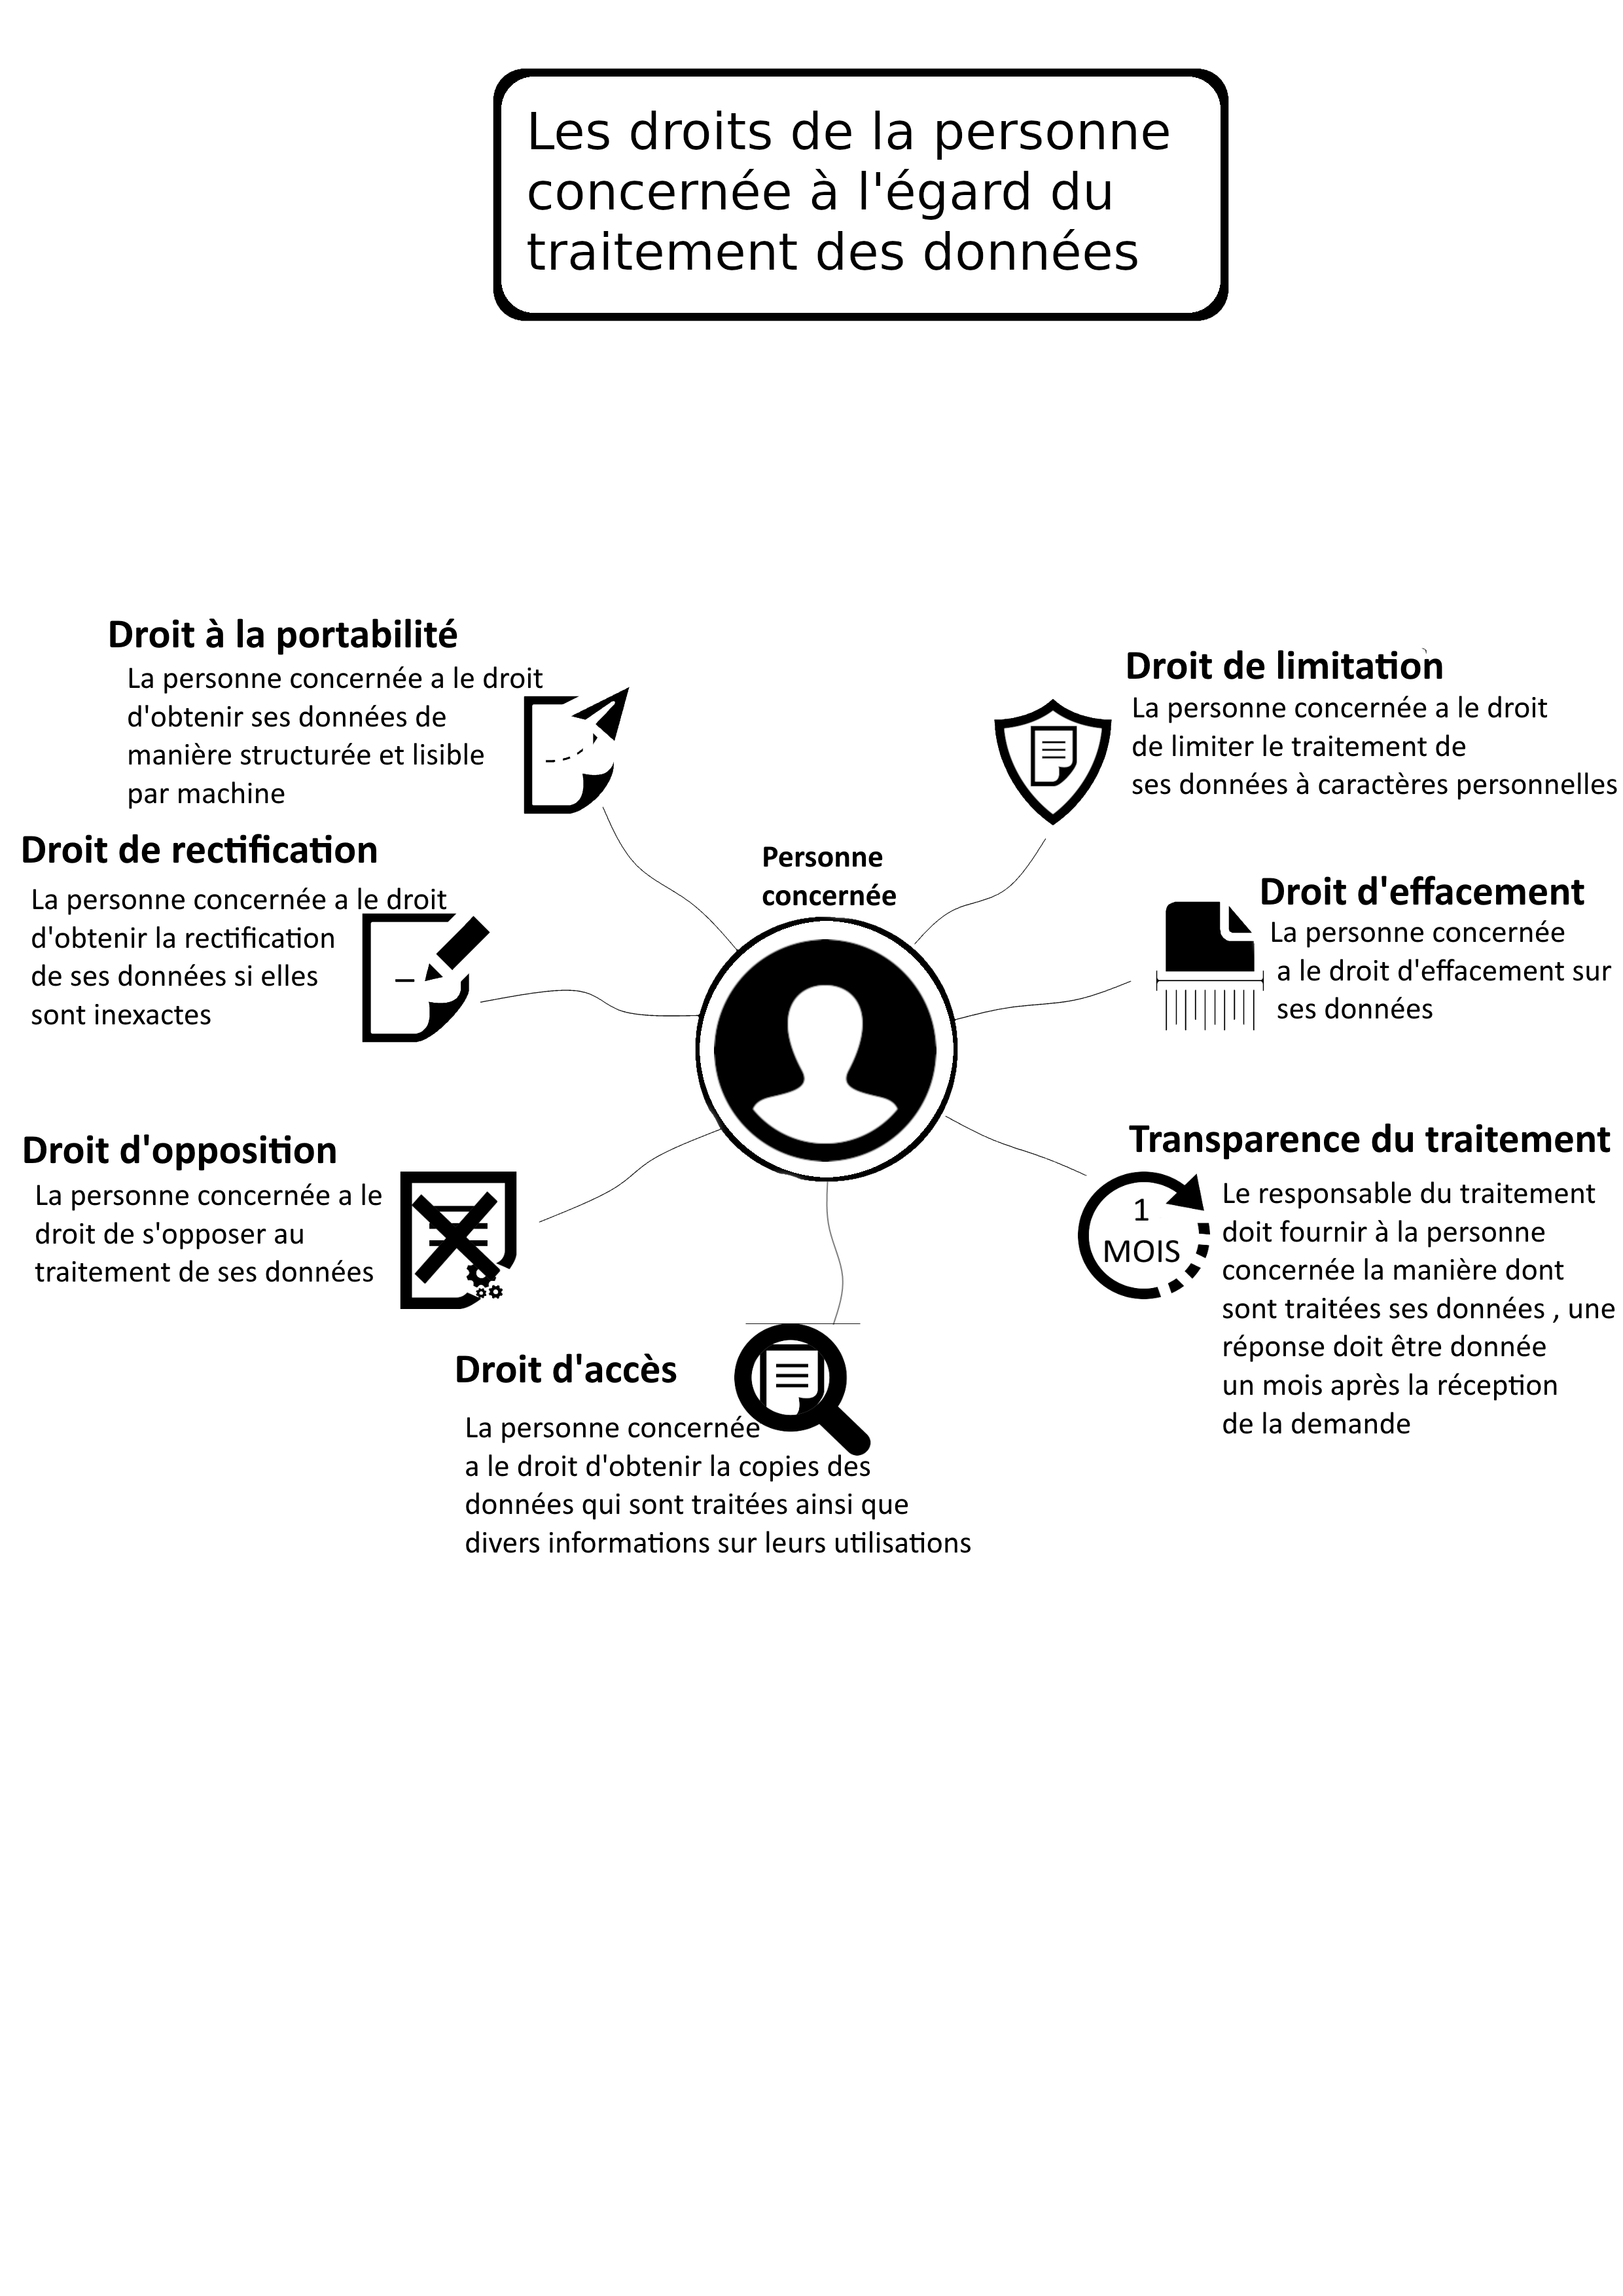 Les droits de la personne
concernée à l'égard du
traitement des données
Droit à la portabilité
La personne concernée a le droit
d'obtenir ses données de
manière structurée et lisible
par machine
Droit de limitation
La personne concernée a le droit
de limiter le traitement de
ses données à caractères personnelles
Droit de rectification
La personne concernée a le droit
d'obtenir la rectification
de ses données si elles
sont inexactes
Personne
concernée
Droit d'effacement
La personne concernée
a le droit d'effacement sur
ses données
Droit d'opposition
La personne concernée a le
droit de s'opposer au
traitement de ses données
Transparence du traitement
1
MOIS
Le responsable du traitement
doit fournir à la personne
concernée la manière dont
sont traitées ses données , une
réponse doit être donnée
un mois après la réception
de la demande
Droit d'accès
La personne concernée
a le droit d'obtenir la copies des
données qui sont traitées ainsi que
divers informations sur leurs utilisations